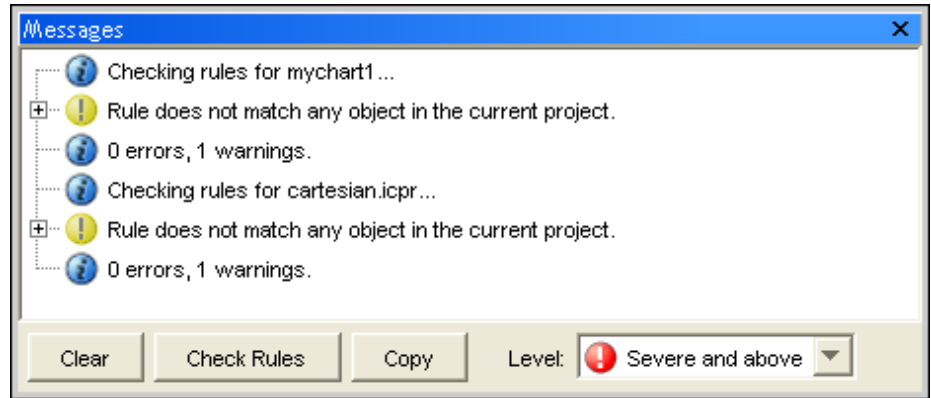 Messages
Checking rules for mychart1...
Rule does not match any object in the current project.
0 errors, 1 warnings.
Checking rules for cartesian.icpr...
Rule does not match any object in the current project.
0 errors, 1 warnings.
Clear Check Rules Copy Level: Severe and above